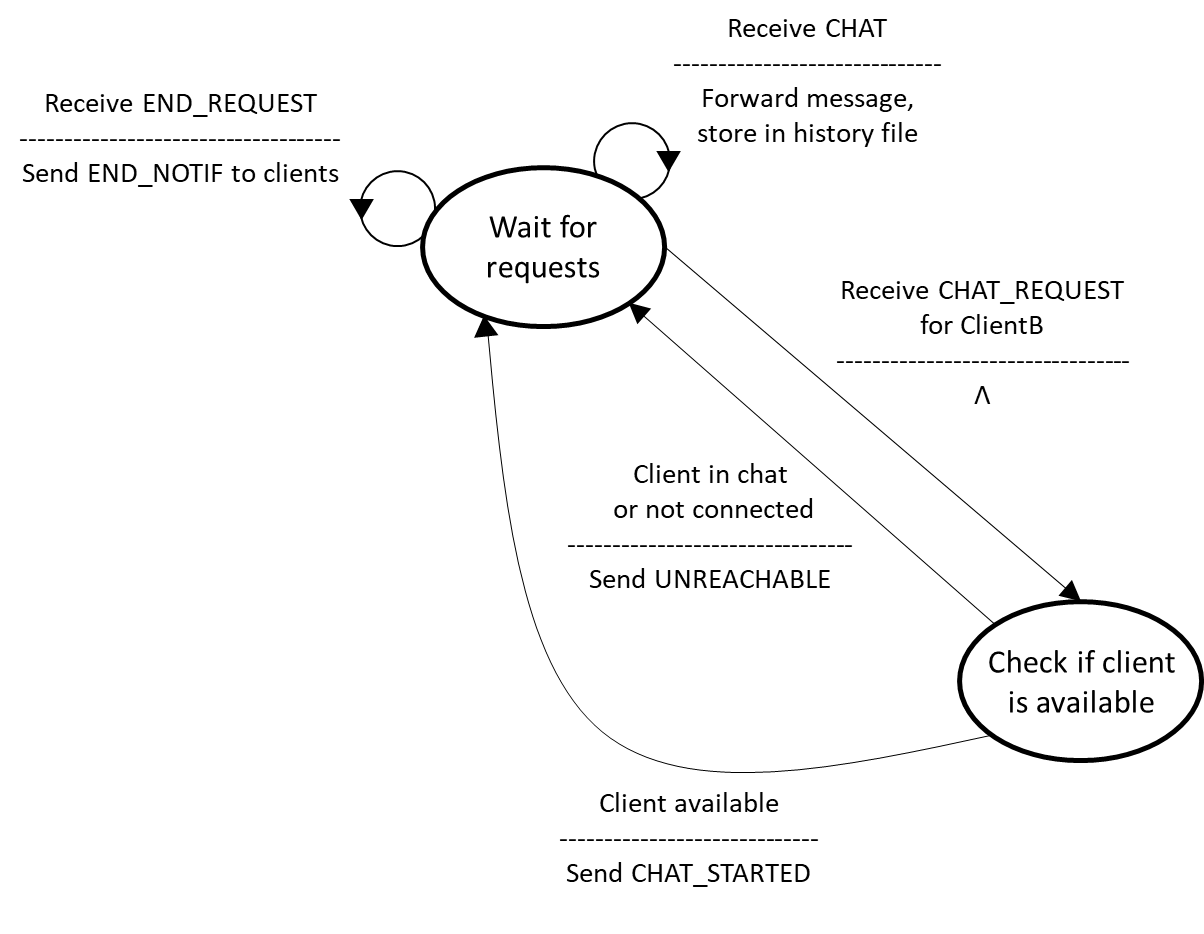 Receive CHAT
------------------------------
Forward message,
store in history file
Receive END_REQUEST
------------------------------------
Send END_NOTIF to clients
Wait for
requests
Receive CHAT_REQUEST
for ClientB
---------------------------------
Λ
Client in chat
or not connected
--------------------------------
Send UNREACHABLE
Check if client
is available
Client available
-----------------------------
Send CHAT_STARTED